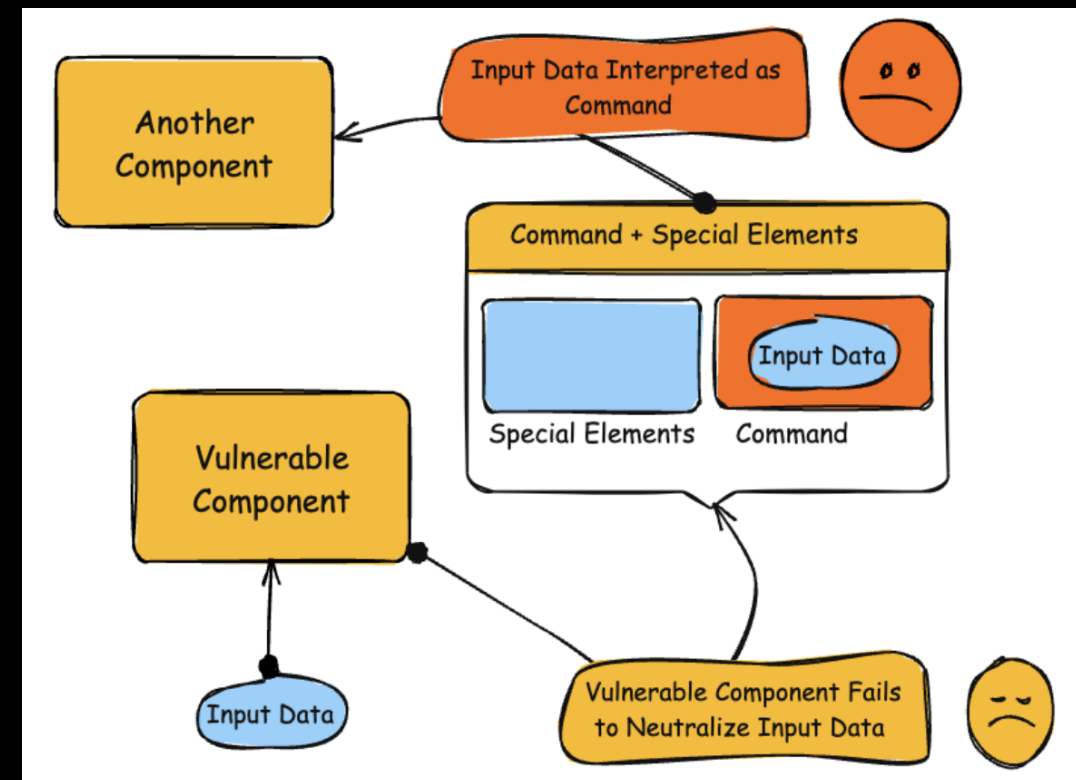 Input Data Interpreted as
Command
Another
Component
Command + Special Elements
Input Data
Special Elements
Command
Vulnerable
Component
Vulnerable Component Fails
to Neutralize Input Data
Input Data